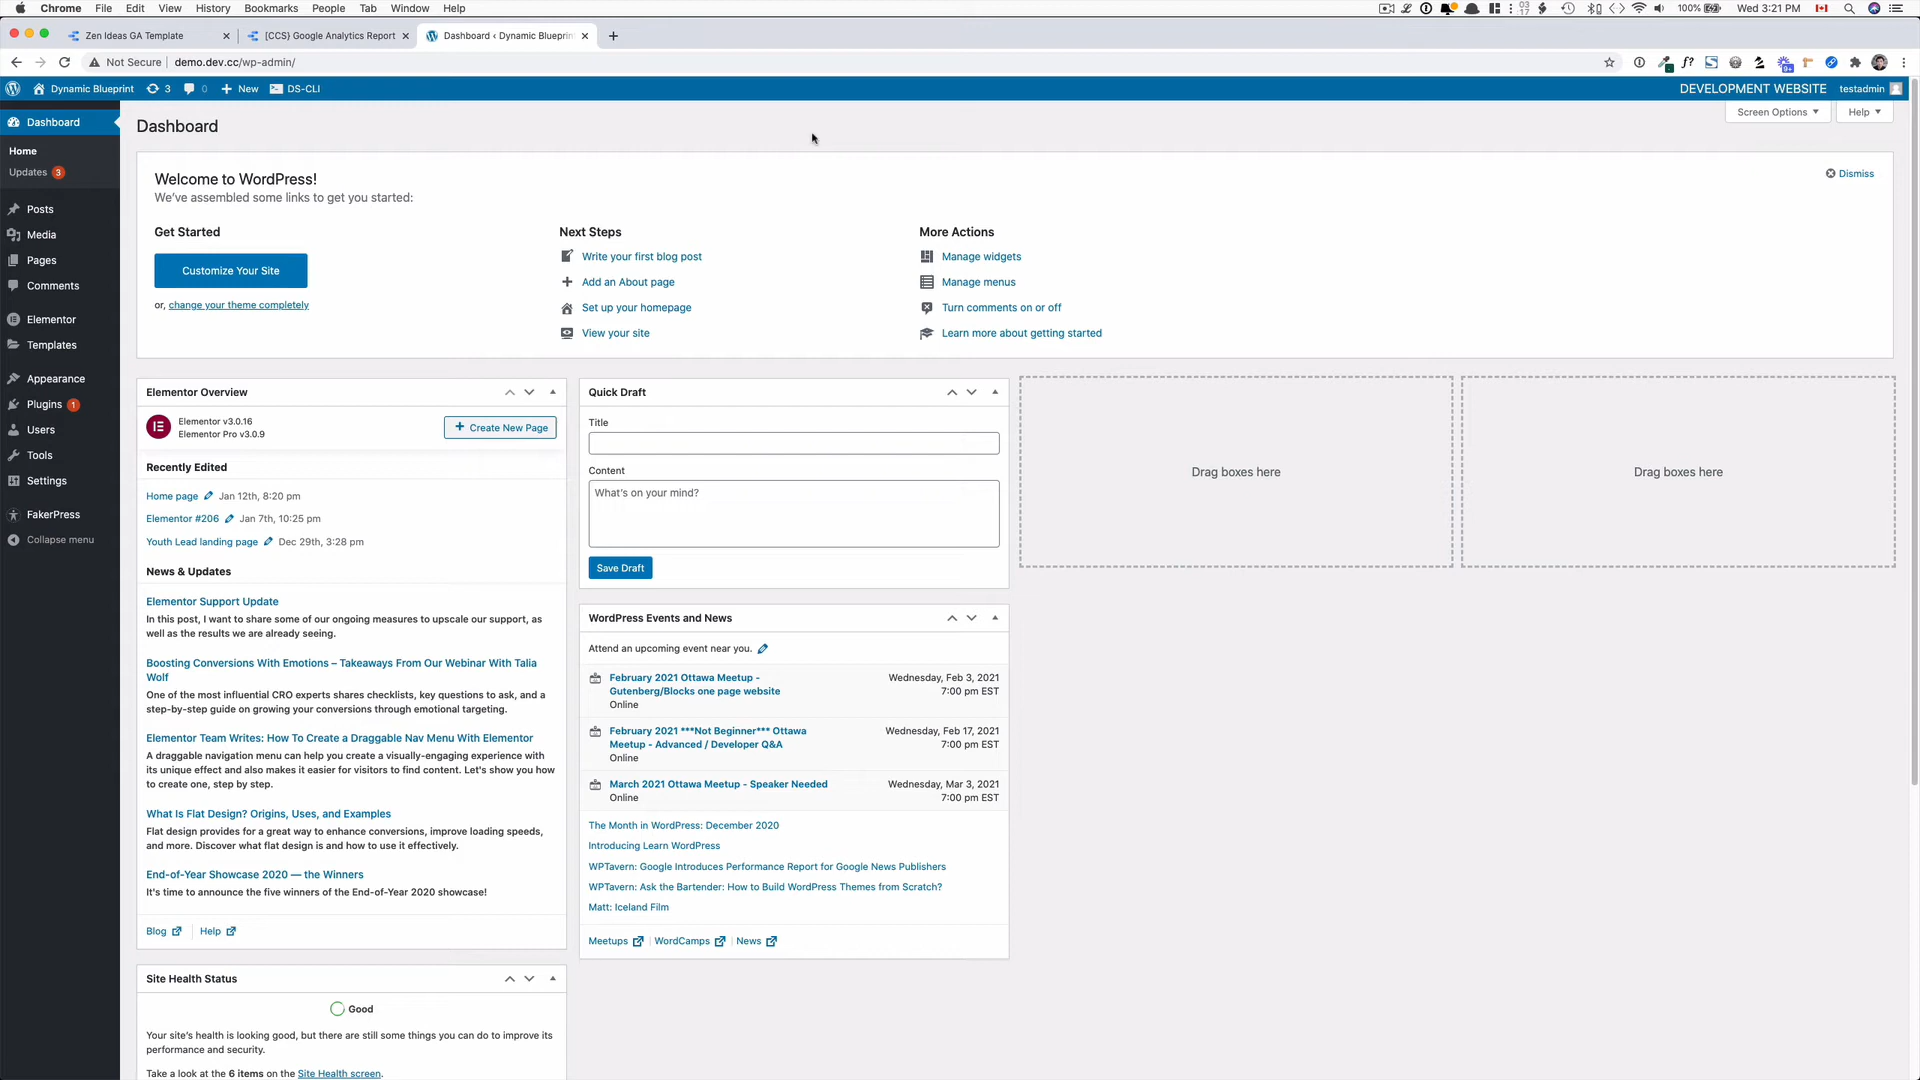 Chrome File Edit View History Bookmarks People Tab Window Help
03
17
100% Wed 3:21 PM
Zen Ideas GA Template
[CCS} Google Analytics Report
Dashboard ‹ Dynamic Blueprin
Not Secure demo.dev.cc/wp-admin/
f?
9+
Dynamic Blueprint 3 0 New DS-CLI
DEVELOPMENT WEBSITE testadmin
Dashboard
Home
Updates 3
Posts
Media
Pages
Comments
Elementor
Templates
Appearance
Plugins 1
Users
Tools
Settings
FakerPress
Collapse menu
Dashboard
Screen Options
Help
Welcome to WordPress!
We've assembled some links to get you started:
Dismiss
Get Started
Customize Your Site
or, change your theme completely
Next Steps
Write your first blog post
Add an About page
Set up your homepage
View your site
More Actions
Manage widgets
Manage menus
Turn comments on or off
Learn more about getting started
Elementor Overview
Elementor v3.0.16
Elementor Pro v3.0.9
Create New Page
Recently Edited
Home page Jan 12th, 8:20 pm
Elementor #206 Jan 7th, 10:25 pm
Youth Lead landing page Dec 29th, 3:28 pm
News & Updates
Elementor Support Update
In this post, I want to share some of our ongoing measures to upscale our support, as
well as the results we are already seeing.
Boosting Conversions With Emotions – Takeaways From Our Webinar With Talia
Wolf
One of the most influential CRO experts shares checklists, key questions to ask, and a
step-by-step guide on growing your conversions through emotional targeting.
Elementor Team Writes: How To Create a Draggable Nav Menu With Elementor
A draggable navigation menu can help you create a visually-engaging experience with
its unique effect and also makes it easier for visitors to find content. Let's show you how
to create one, step by step.
What Is Flat Design? Origins, Uses, and Examples
Flat design provides for a great way to enhance conversions, improve loading speeds,
and more. Discover what flat design is and how to use it effectively.
End-of-Year Showcase 2020 — the Winners
It's time to announce the five winners of the End-of-Year 2020 showcase!
Blog Help
Site Health Status
Good
Your site's health is looking good, but there are still some things you can do to improve its
performance and security.
Take a look at the 6 items on the Site Health screen.
Quick Draft
Title
Content
What's on your mind?
Save Draft
WordPress Events and News
Attend an upcoming event near you.
February 2021 Ottawa Meetup -
Gutenberg/Blocks one page website
Online
Wednesday, Feb 3, 2021
7:00 pm EST
February 2021 ***Not Beginner*** Ottawa
Meetup - Advanced / Developer Q&A
Online
Wednesday, Feb 17, 2021
7:00 pm EST
March 2021 Ottawa Meetup - Speaker Needed
Online
Wednesday, Mar 3, 2021
7:00 pm EST
The Month in WordPress: December 2020
Introducing Learn WordPress
WPTavern: Google Introduces Performance Report for Google News Publishers
WPTavern: Ask the Bartender: How to Build WordPress Themes from Scratch?
Matt: Iceland Film
Meetups WordCamps News
Drag boxes here
Drag boxes here